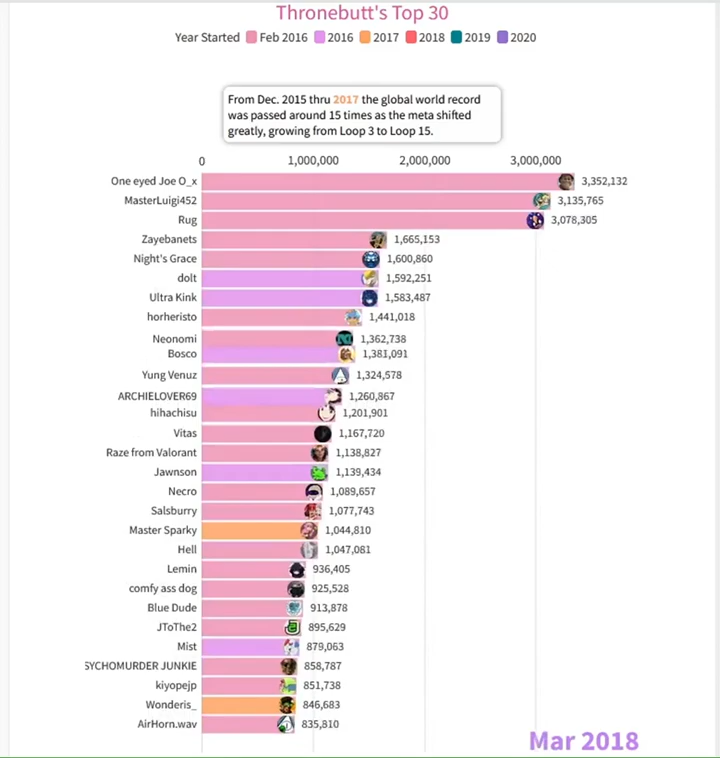 Thronebutt's Top 30
Year Started Feb 2016 2016 2017 2018 2019 2020
From Dec. 2015 thru 2017 the global world record
was passed around 15 times as the meta shifted
greatly, growing from Loop 3 to Loop 15.
0 1,000,000 2,000,000 3,000,000
One eyed Joe O_x 3,352,132
MasterLuigi452 3,135,765
Rug 3,078,305
Zayebanets 1,665,153
Night's Grace 1,600,860
dolt 1,592,251
Ultra Kink 1,583,487
horheristo 1,441,018
Neonomi 1,362,738
Bosco 1,381,091
Yung Venuz 1,324,578
ARCHIELOVER69 1,260,867
hihachisu 1,201,901
Vitas 1,167,720
Raze from Valorant 1,138,827
Jawnson 1,139,434
Necro 1,089,657
Salsburry 1,077,743
Master Sparky 1,044,810
Hell 1,047,081
Lemin 936,405
comfy ass dog 925,528
Blue Dude 913,878
JToThe2 895,629
Mist 879,063
SYCHOMURDER JUNKIE 858,787
kiyopejp 851,738
Wonderis_ 846,683
AirHorn.wav 835,810
Mar 2018